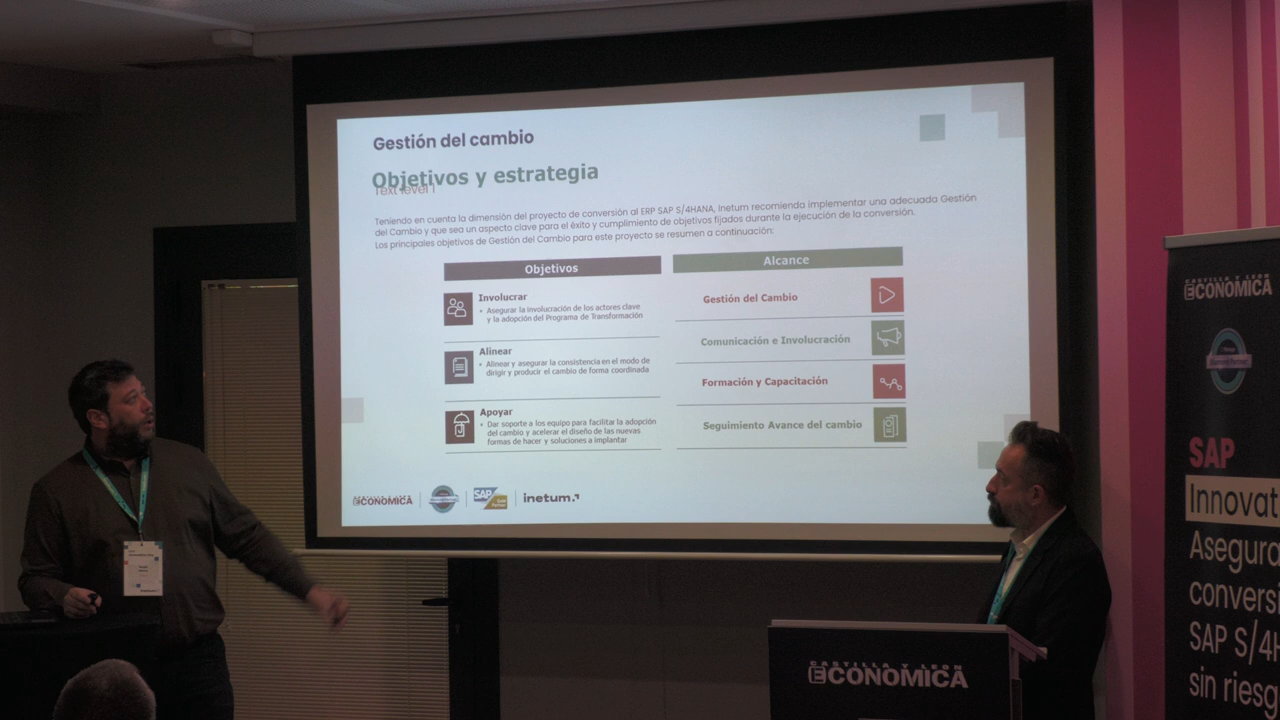 Gestión del cambio
Objetivos y estrategia
Text level 1
Teniendo en cuenta la dimensión del proyecto de conversión al ERP SAP S/4HANA, Inetum recomienda implementar una adecuada Gestión
del Cambio y que sea un aspecto clave para el éxito y cumplimiento de objetivos fijados durante la ejecución de la conversión.
Los principales objetivos de Gestión del Cambio para este proyecto se resumen a continuación:
Objetivos
Involucrar
• Asegurar la involucración de los actores clave
y la adopción del Programa de Transformación
Alinear
• Alinear y asegurar la consistencia en el modo de
dirigir y producir el cambio de forma coordinada
Apoyar
• Dar soporte a los equipo para facilitar la adopción
del cambio y acelerar el diseño de las nuevas
formas de hacer y soluciones a implantar
Alcance
Gestión del Cambio
Comunicación e Involucración
Formación y Capacitación
Seguimiento Avance del cambio
ECONOMICA
SAP
inetum.
CASTILLA Y LEON
ECONOMICA
CASTILLA Y LEON
ECONOMICA
SAP
Innovat
Asegura
conversi
SAP S/4H
sin riesg